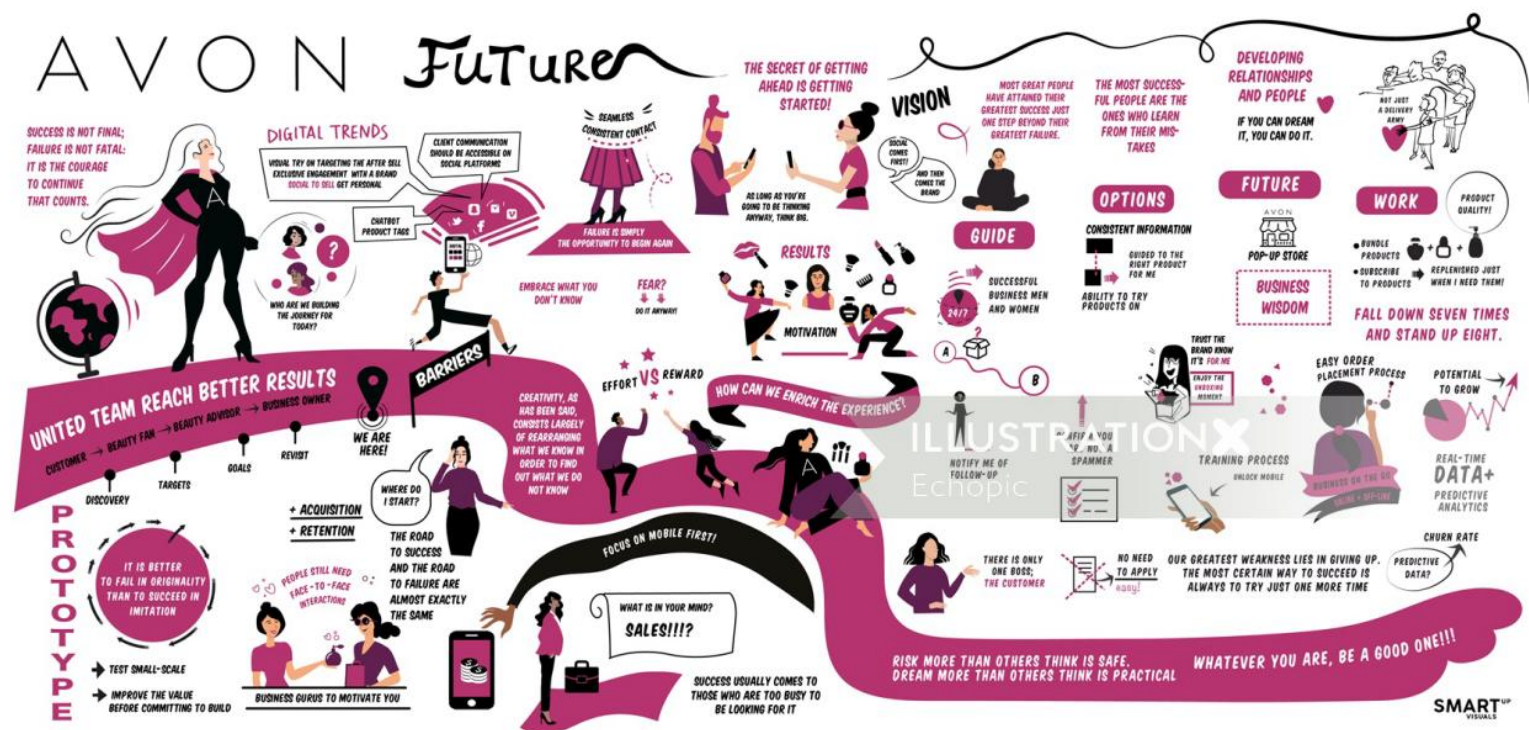 AVON FUTURE
SUCCESS IS NOT FINAL;
FAILURE IS NOT FATAL:
IT IS THE COURAGE
TO CONTINUE
THAT COUNTS.
A
DIGITAL TRENDS
VISUAL TRY ON TARGETING THE AFTER SELL
EXCLUSIVE ENGAGEMENT WITH A BRAND
SOCIAL TO SELL GET PERSONAL
CLIENT COMMUNICATION
SHOULD BE ACCESSIBLE ON
SOCIAL PLATFORMS
CHATBOT
PRODUCT TAGS
?
WHO ARE WE BUILDING
THE JOURNEY FOR
TODAY?
SEAMLESS
CONSISTENT CONTACT
FAILURE IS SIMPLY
THE OPPORTUNITY TO BEGIN AGAIN
EMBRACE WHAT YOU
DON'T KNOW
FEAR?
DO IT ANYWAY!
THE SECRET OF GETTING
AHEAD IS GETTING
STARTED!
AS LONG AS YOU'RE
GOING TO BE THINKING
ANYWAY, THINK BIG.
RESULTS
MOTIVATION
VISION
SOCIAL
COMES
FIRST!
AND THEN
COMES THE
BRAND
MOST GREAT PEOPLE
HAVE ATTAINED THEIR
GREATEST SUCCESS JUST
ONE STEP BEYOND THEIR
GREATEST FAILURE.
THE MOST SUCCESS-
FUL PEOPLE ARE THE
ONES WHO LEARN
FROM THEIR MIS-
TAKES
DEVELOPING
RELATIONSHIPS
AND PEOPLE
IF YOU CAN DREAM
IT, YOU CAN DO IT.
NOT JUST
A DELIVERY
ARMY
GUIDE
24/7
SUCCESSFUL
BUSINESS MEN
AND WOMEN
?
A
B
OPTIONS
CONSISTENT INFORMATION
GUIDED TO THE
RIGHT PRODUCT
FOR ME
ABILITY TO TRY
PRODUCTS ON
FUTURE
AVON
POP-UP STORE
BUSINESS
WISDOM
WORK
PRODUCT
QUALITY!
BUNDLE
PRODUCTS
+ +
SUBSCRIBE
TO PRODUCTS
REPLENISHED JUST
WHEN I NEED THEM!
FALL DOWN SEVEN TIMES
AND STAND UP EIGHT.
TRUST THE
BRAND KNOW
IT'S FOR ME
ENJOY THE
UNBOXING
MOMENT!
EASY ORDER
PLACEMENT PROCESS
POTENTIAL
TO GROW
UNITED TEAM REACH BETTER RESULTS
CUSTOMER → BEAUTY FAN → BEAUTY ADVISOR → BUSINESS OWNER
DISCOVERY
TARGETS
GOALS
REVISIT
WE ARE
HERE!
BARRIERS
CREATIVITY, AS
HAS BEEN SAID,
CONSISTS LARGELY
OF REARRANGING
WHAT WE KNOW IN
ORDER TO FIND
OUT WHAT WE DO
NOT KNOW
EFFORT VS REWARD
HOW CAN WE ENRICH THE EXPERIENCE?
A
ILLUSTRATIONX
Echopic
NOTIFY ME OF
FOLLOW-UP
SPAMMER
TRAINING PROCESS
UNLOCK MOBILE
BUSINESS ON THE GO
ONLINE + OFF-LINE
REAL-TIME
DATA+
PREDICTIVE
ANALYTICS
CHURN RATE
PREDICTIVE
DATA?
PROTOTYPE
IT IS BETTER
TO FAIL IN ORIGINALITY
THAN TO SUCCEED IN
IMITATION
TEST SMALL-SCALE
IMPROVE THE VALUE
BEFORE COMMITTING TO BUILD
+ ACQUISITION
+ RETENTION
PEOPLE STILL NEED
FACE-TO-FACE
INTERACTIONS
BUSINESS GURUS TO MOTIVATE YOU
WHERE DO
I START?
THE ROAD
TO SUCCESS
AND THE ROAD
TO FAILURE ARE
ALMOST EXACTLY
THE SAME
FOCUS ON MOBILE FIRST!
WHAT IS IN YOUR MIND?
SALES!!!?
SUCCESS USUALLY COMES TO
THOSE WHO ARE TOO BUSY TO
BE LOOKING FOR IT
THERE IS ONLY
ONE BOSS;
THE CUSTOMER
NO NEED
TO APPLY
easy!
OUR GREATEST WEAKNESS LIES IN GIVING UP.
THE MOST CERTAIN WAY TO SUCCEED IS
ALWAYS TO TRY JUST ONE MORE TIME
RISK MORE THAN OTHERS THINK IS SAFE.
DREAM MORE THAN OTHERS THINK IS PRACTICAL
WHATEVER YOU ARE, BE A GOOD ONE!!!
SMART UP
VISUALS